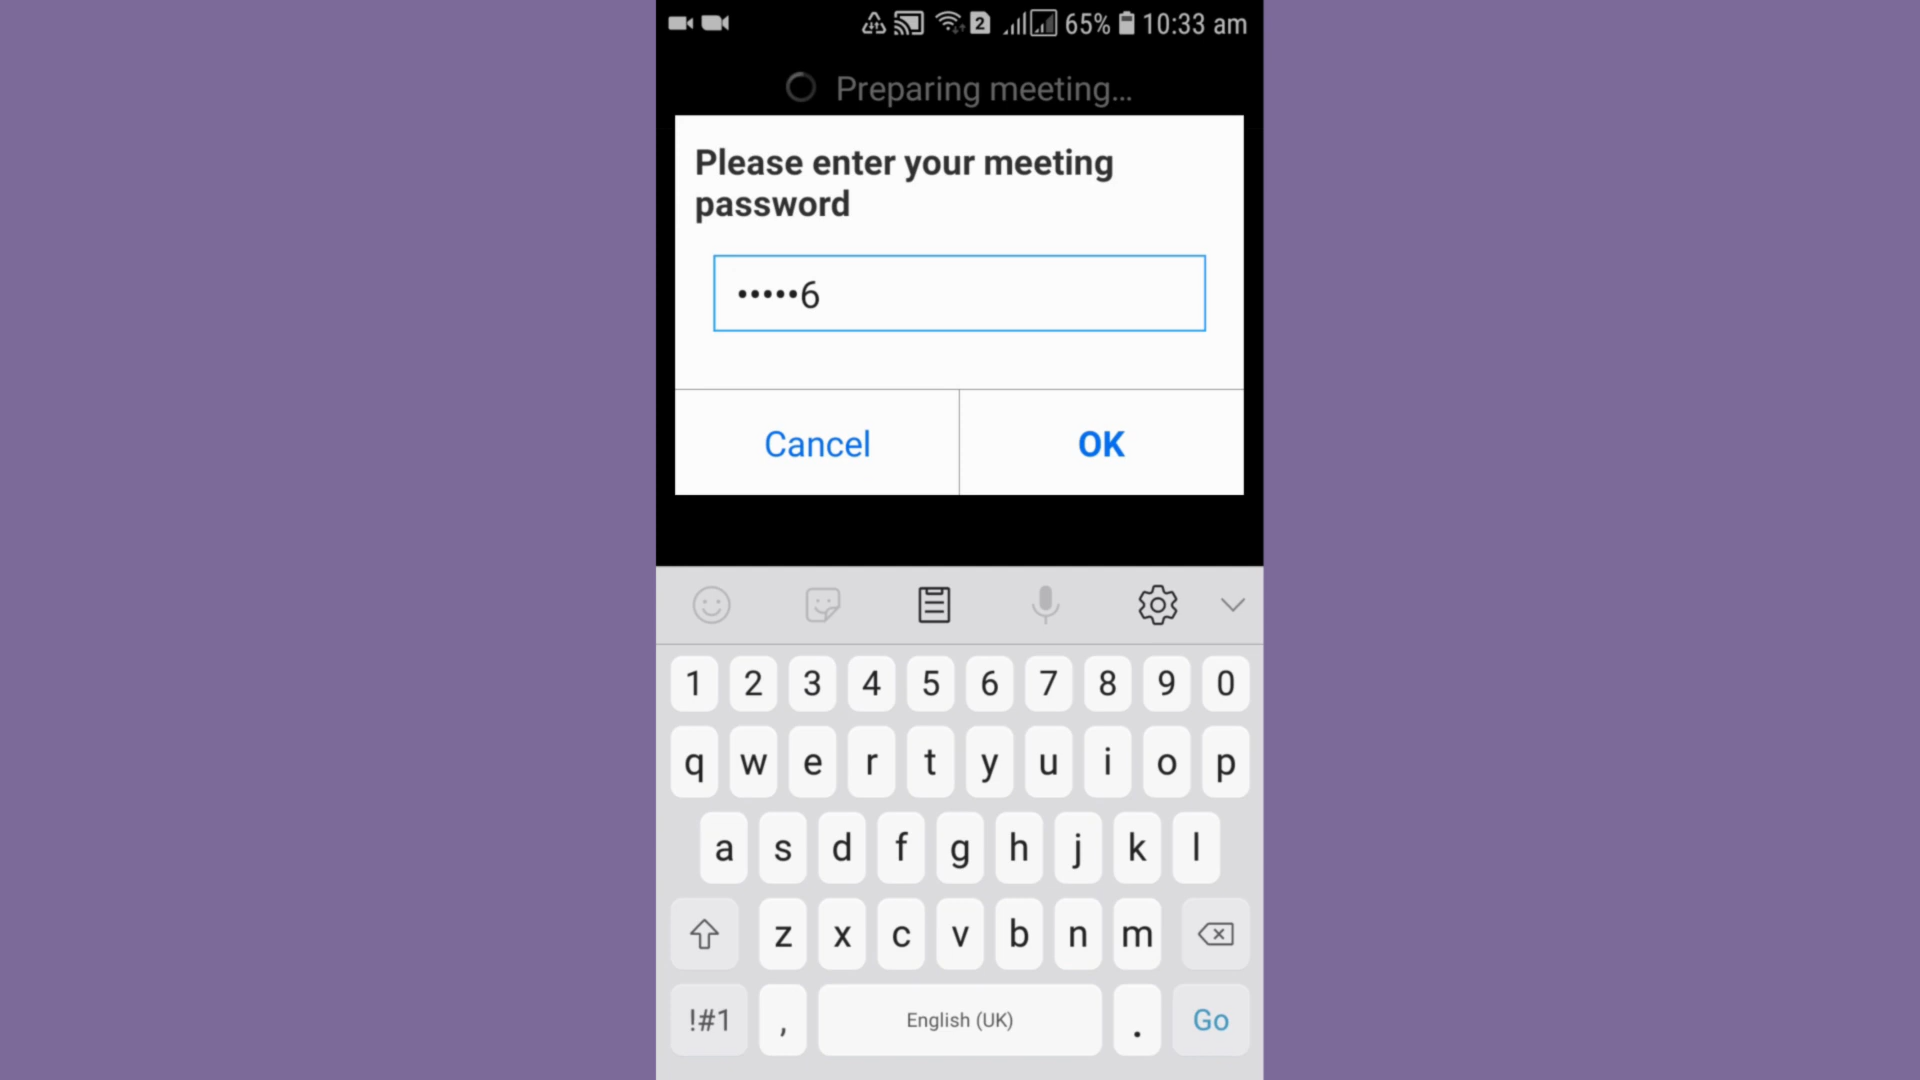 2 65% 10:33 am
Preparing meeting...
Please enter your meeting
password
•••••6
Cancel OK
1 2 3 4 5 6 7 8 9 0
q w e r t y u i o p
a s d f g h j k l
z x c v b n m
!#1 , English (UK) . Go